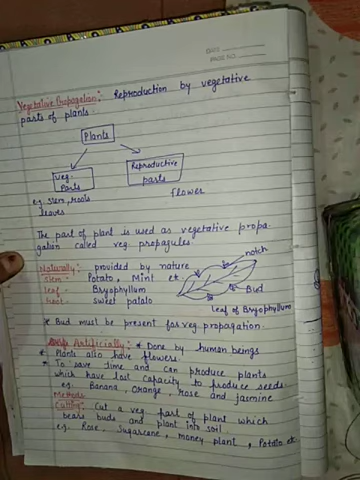 DATE
PAGE NO.
Vegetative Propagation: Reproduction by vegetative
parts of plants.
Plants
Veg. Parts
Reproductive parts
e.g. stem, roots
leaves
flower
The part of plant is used as vegetative propa-
gation called veg propagules.
Naturally: provided by nature
stem - Potato, Mint etc
leaf - Bryophyllum
root - sweet patato
notch
Bud
Leaf of Bryophyllum
* Bud must be present for veg. propagation.
Artificially: * Done by human beings
* Plants also have flowers.
* To save time and can produce plants
which have lost capacity to produce seeds.
eg: Banana, Orange, Rose and jasmine
Methods
Cutting: Cut a veg part of plant which
bears buds and plant into soil
e.g. Rose, Sugarcane, money plant, Potato etc.